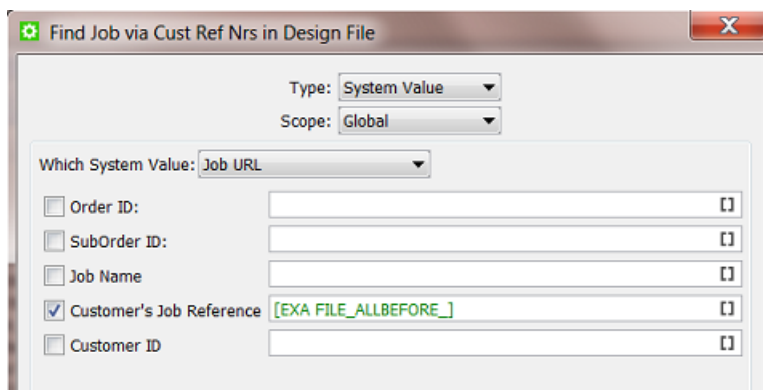 Find Job via Cust Ref Nrs in Design File
Type: System Value
Scope: Global
Which System Value: Job URL
Order ID: []
SubOrder ID: []
Job Name []
Customer's Job Reference [EXA FILE_ALLBEFORE_] []
Customer ID []